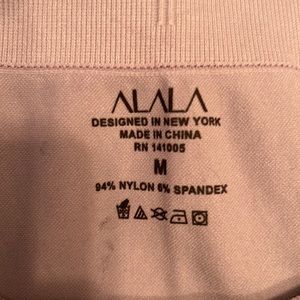 ALALA
DESIGNED IN NEW YORK
MADE IN CHINA
RN 141005
M
94% NYLON 6% SPANDEX